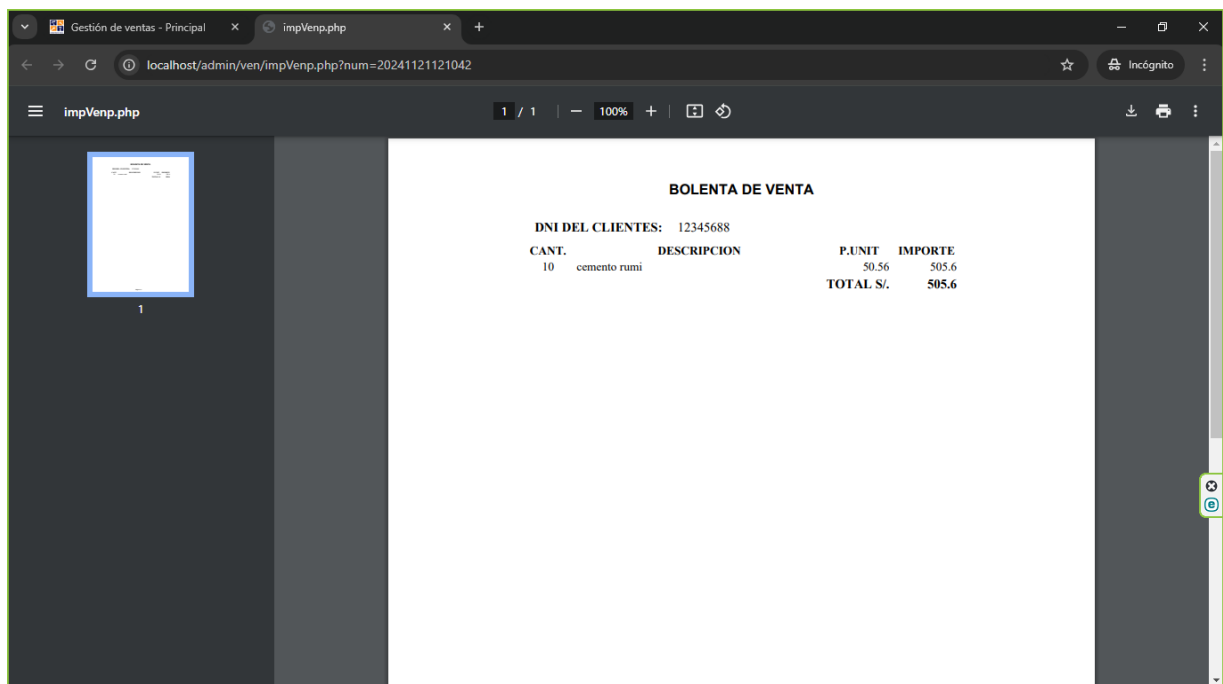 Gestión de ventas - Principal
impVenp.php
localhost/admin/ven/impVenp.php?num=20241121121042
Incógnito
impVenp.php
1 / 1
100%
1
BOLENTA DE VENTA
DNI DEL CLIENTES: 12345688
CANT. DESCRIPCION P.UNIT IMPORTE
10 cemento rumi 50.56 505.6
TOTAL S/. 505.6